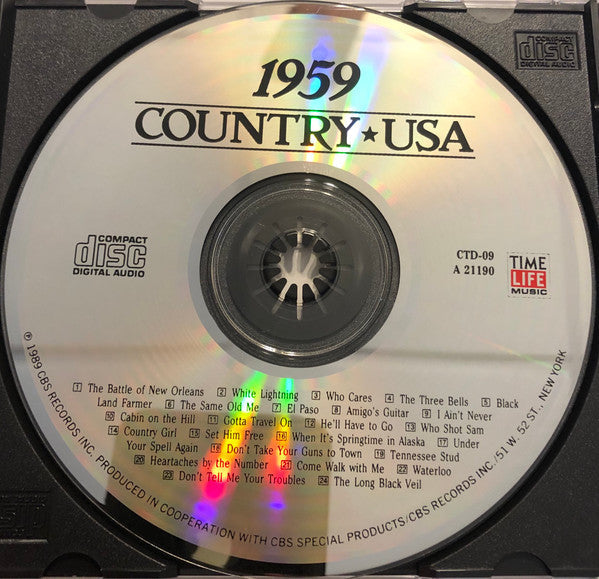 COMPACT
disc
DIGITAL AUDIO
1959
COUNTRY★USA
COMPACT
disc
DIGITAL AUDIO
CTD-09
A 21190
TIME
LIFE
MUSIC
1 The Battle of New Orleans 2 White Lightning 3 Who Cares 4 The Three Bells 5 Black
Land Farmer 6 The Same Old Me 7 El Paso 8 Amigo's Guitar 9 I Ain't Never
10 Cabin on the Hill 11 Gotta Travel On 12 He'll Have to Go 13 Who Shot Sam
14 Country Girl 15 Set Him Free 16 When It's Springtime in Alaska 17 Under
Your Spell Again 18 Don't Take Your Guns to Town 19 Tennessee Stud
20 Heartaches by the Number 21 Come Walk with Me 22 Waterloo
23 Don't Tell Me Your Troubles 24 The Long Black Veil
℗ 1989 CBS RECORDS INC. PRODUCED IN COOPERATION WITH CBS SPECIAL PRODUCTS/CBS RECORDS INC./51 W. 52 ST., NEW YORK